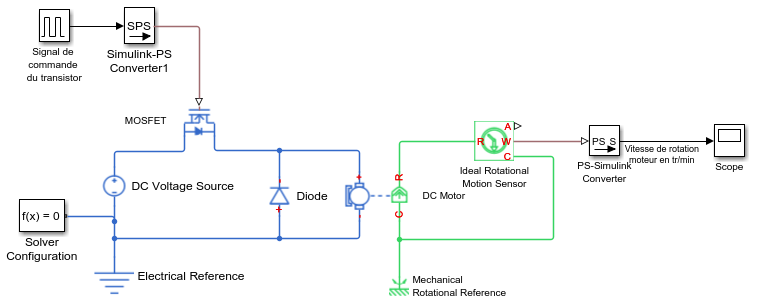 SPS
Signal de
commande
du transistor
Simulink-PS
Converter1
MOSFET
A
R
W
C
PS S
Vitesse de rotation
moteur en tr/min
Scope
Ideal Rotational
Motion Sensor
PS-Simulink
Converter
DC Voltage Source
Diode
+
-
+
-
R
C
DC Motor
f(x) = 0
Solver
Configuration
Electrical Reference
Mechanical
Rotational Reference